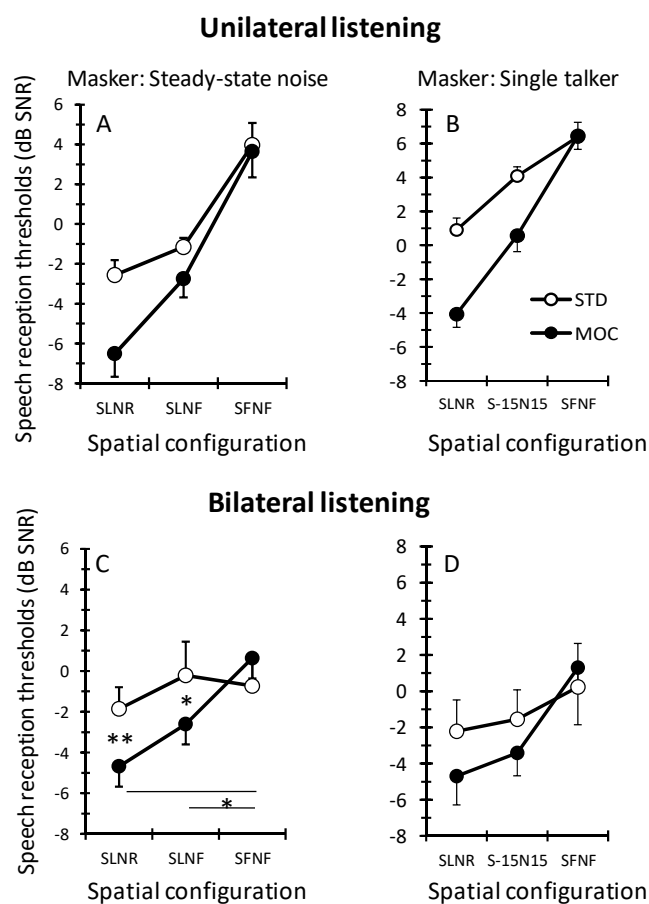 Unilateral listening
Masker: Steady-state noise
Masker: Single talker
Speech reception thresholds (dB SNR)
A
6
4
2
0
-2
-4
-6
-8
SLNR SLNF SFNF
Spatial configuration
B
8
6
4
2
0
-2
-4
-6
-8
STD
MOC
SLNR S-15N15 SFNF
Spatial configuration
Bilateral listening
Speech reception thresholds (dB SNR)
C
6
4
2
0
-2
-4
-6
-8
**
*
*
SLNR SLNF SFNF
Spatial configuration
D
8
6
4
2
0
-2
-4
-6
-8
SLNR S-15N15 SFNF
Spatial configuration